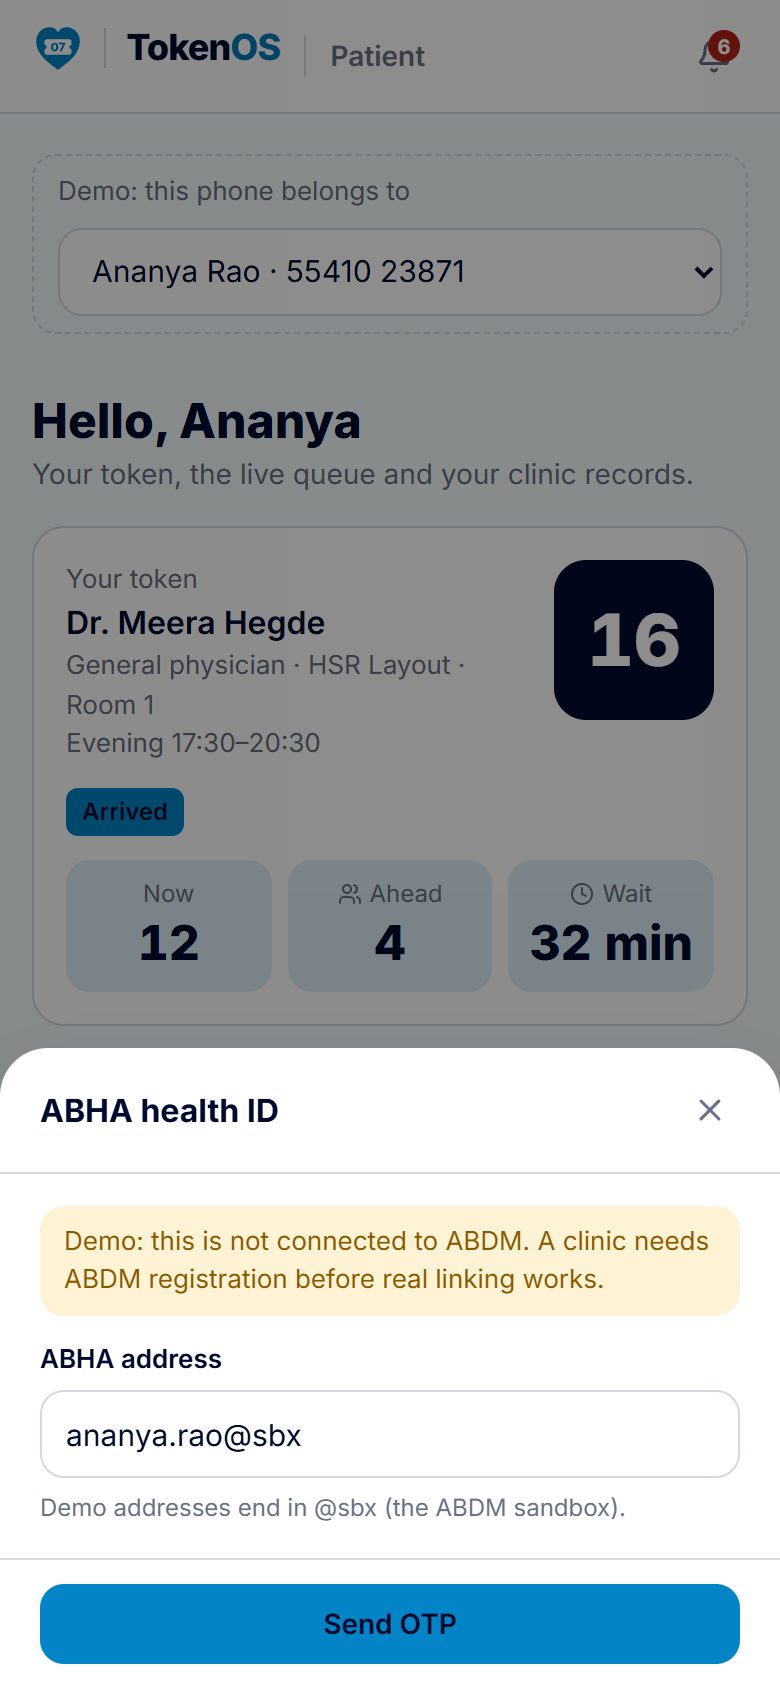 07
TokenOS
Patient
6
Demo: this phone belongs to
Ananya Rao · 55410 23871
Hello, Ananya
Your token, the live queue and your clinic records.
Your token
Dr. Meera Hegde
General physician · HSR Layout ·
Room 1
Evening 17:30–20:30
16
Arrived
Now
12
Ahead
4
Wait
32 min
ABHA health ID
Demo: this is not connected to ABDM. A clinic needs
ABDM registration before real linking works.
ABHA address
ananya.rao@sbx
Demo addresses end in @sbx (the ABDM sandbox).
Send OTP